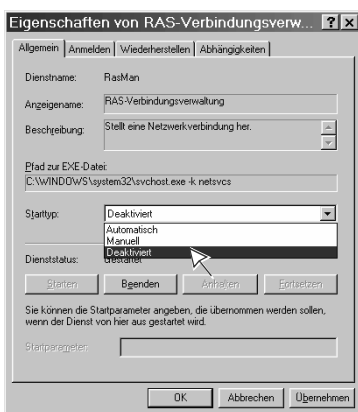 Eigenschaften von RAS-Verbindungsverw... ? x
Allgemein Anmelden Wiederherstellen Abhängigkeiten
Dienstname: RasMan
Anzeigename: RAS-Verbindungsverwaltung
Beschreibung: Stellt eine Netzwerkverbindung her.
Pfad zur EXE-Datei:
C:\WINDOWS\system32\svchost.exe -k netsvcs
Starttyp: Deaktiviert
Automatisch
Manuell
Deaktiviert
Dienststatus: Gestartet
Starten Beenden Anhalten Fortsetzen
Sie können die Startparameter angeben, die übernommen werden sollen,
wenn der Dienst von hier aus gestartet wird.
Startparameter:
OK Abbrechen Übernehmen